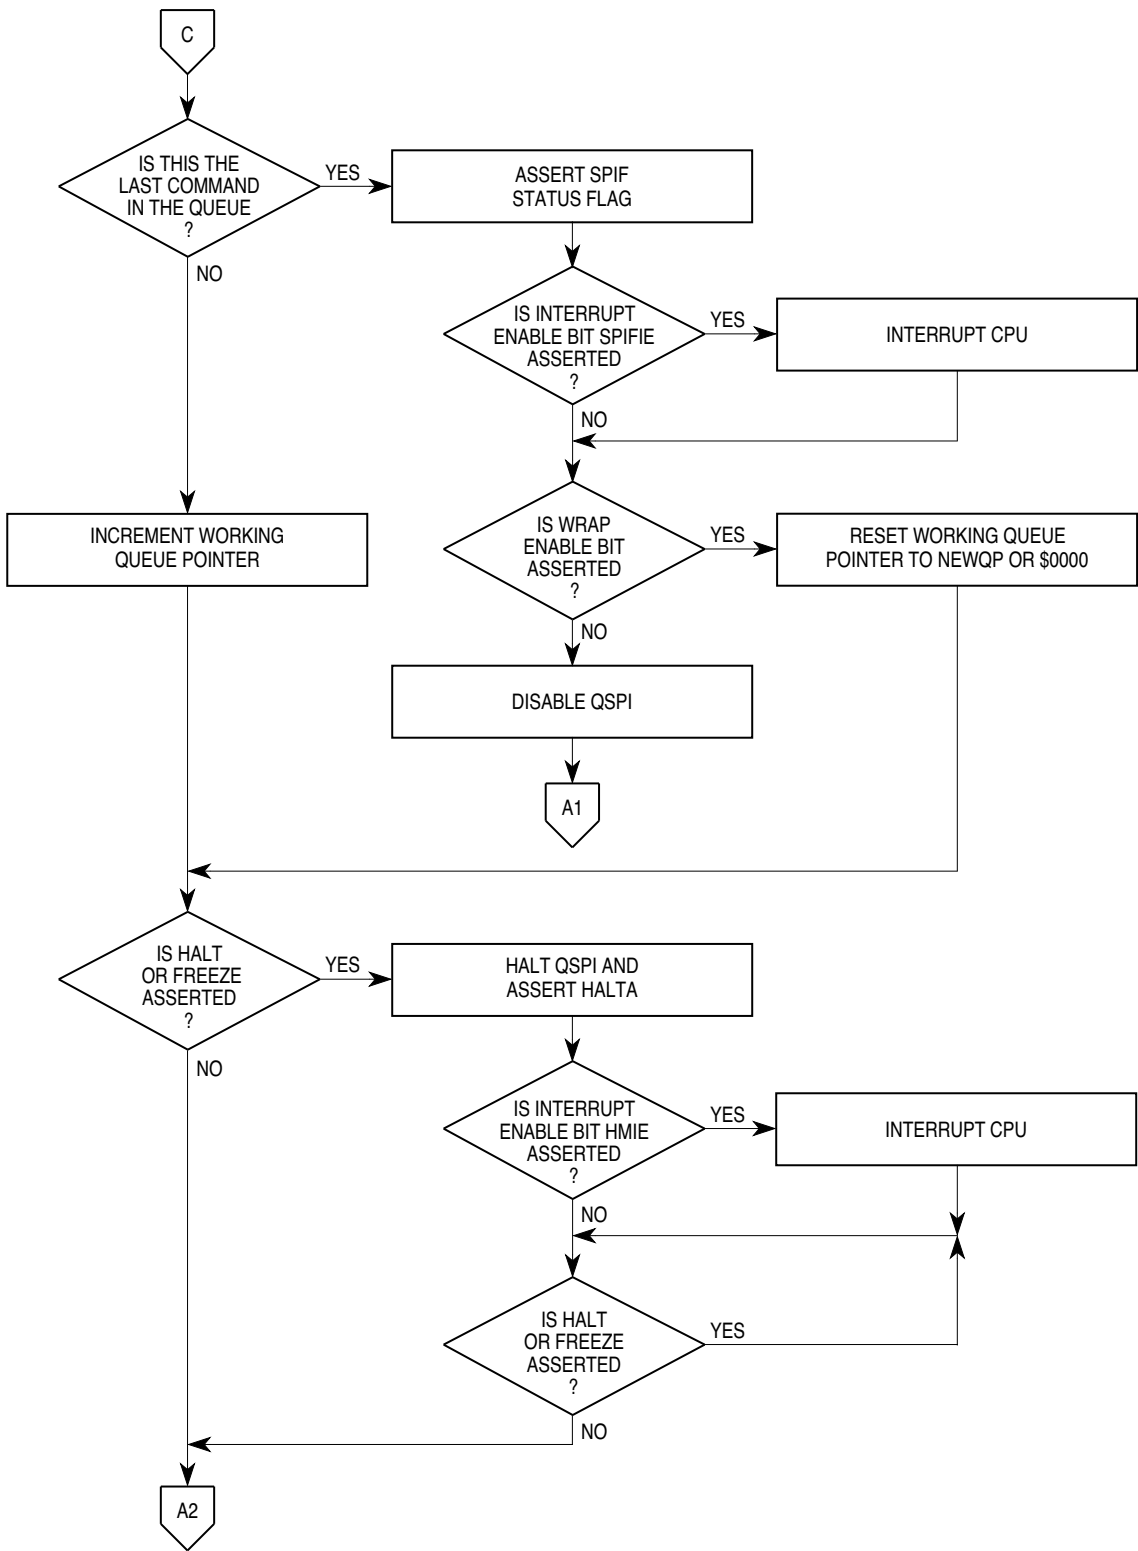 C
IS THIS THE
LAST COMMAND
IN THE QUEUE
?
YES
ASSERT SPIF
STATUS FLAG
NO
IS INTERRUPT
ENABLE BIT SPIFIE
ASSERTED
?
YES
INTERRUPT CPU
NO
INCREMENT WORKING
QUEUE POINTER
IS WRAP
ENABLE BIT
ASSERTED
?
YES
RESET WORKING QUEUE
POINTER TO NEWQP OR $0000
NO
DISABLE QSPI
A1
IS HALT
OR FREEZE
ASSERTED
?
YES
HALT QSPI AND
ASSERT HALTA
NO
IS INTERRUPT
ENABLE BIT HMIE
ASSERTED
?
YES
INTERRUPT CPU
NO
IS HALT
OR FREEZE
ASSERTED
?
YES
NO
A2